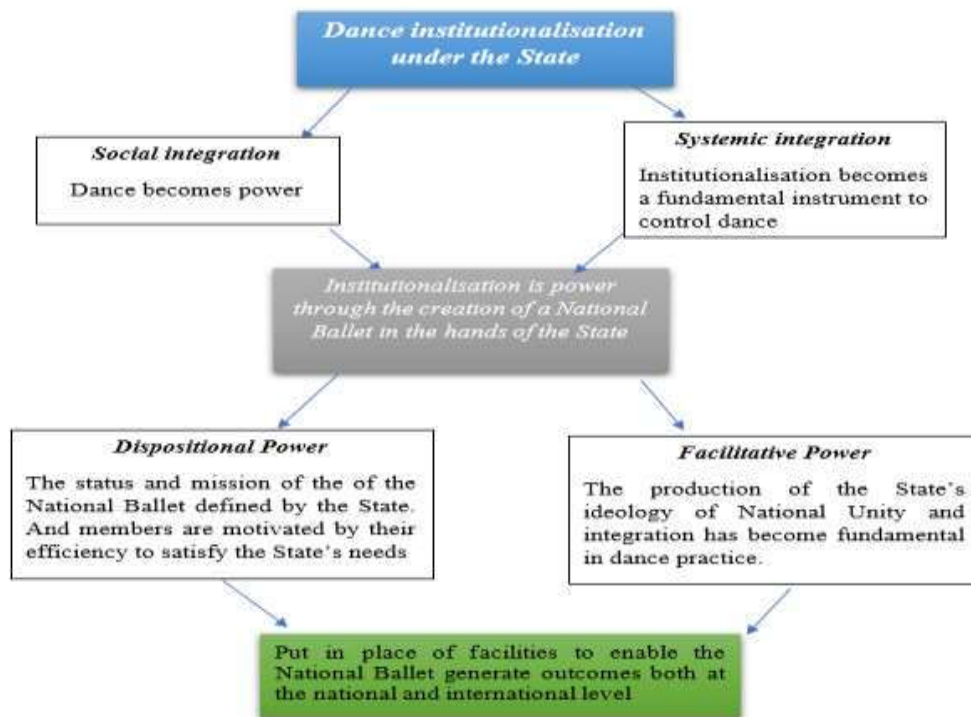 Dance institutionalisation
under the State
Social integration
Dance becomes power
Systemic integration
Institutionalisation becomes
a fundamental instrument to
control dance
Institutionalisation is power
through the creation of a National
Ballet in the hands of the State
Dispositional Power
The status and mission of the of the
National Ballet defined by the State.
And members are motivated by their
efficiency to satisfy the State's needs
Facilitative Power
The production of the State's
ideology of National Unity and
integration has become fundamental
in dance practice.
Put in place of facilities to enable the
National Ballet generate outcomes both at
the national and international level